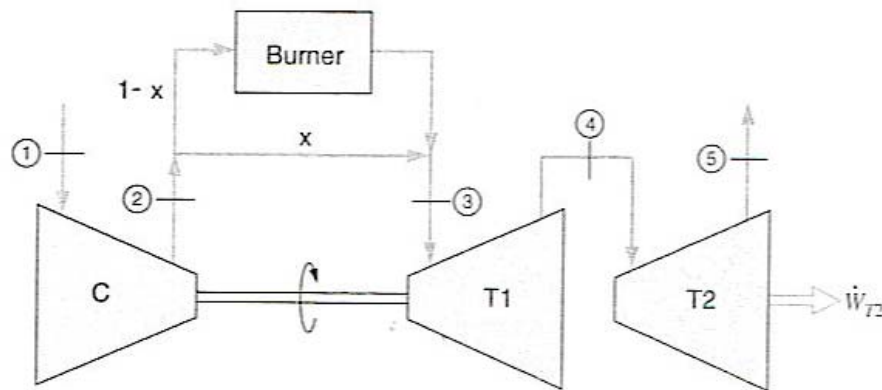 Burner
1- x
x
④
①
⑤
②
③
C
T1
T2
Ẇ_T2